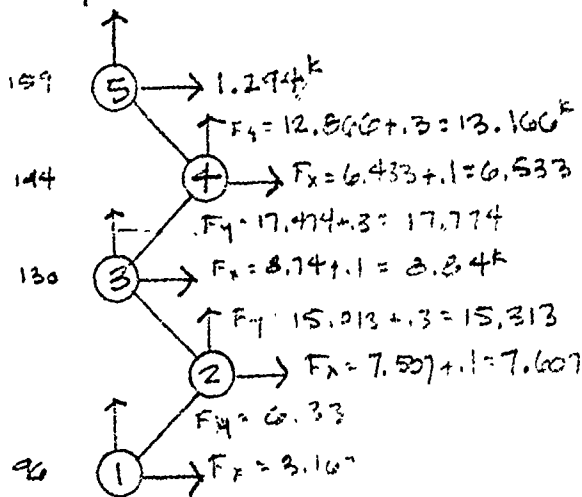 159 5 1.294ᵏ
Fy = 12.866+.3 = 13.166ᵏ
144 4 Fx = 6.433+.1 = 6.533
Fy = 17.474+.3 = 17.774
130 3 Fx = 8.74+.1 = 8.84ᵏ
Fy 15.013+.3 = 15.313
2 Fx = 7.507+.1 = 7.607
Fy = 6.33
96 1 Fx = 3.16